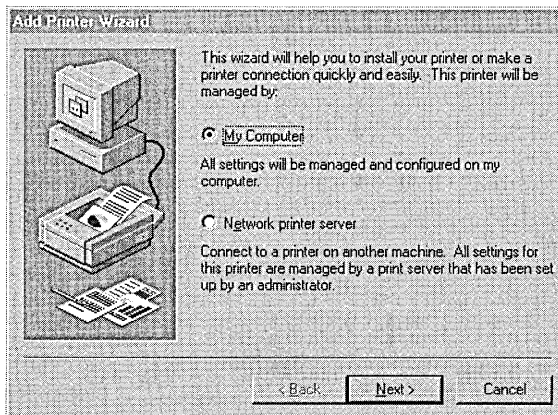 Add Printer Wizard
This wizard will help you to install your printer or make a
printer connection quickly and easily. This printer will be
managed by:
My Computer
All settings will be managed and configured on my
computer.
Network printer server
Connect to a printer on another machine. All settings for
this printer are managed by a print server that has been set
up by an administrator.
< Back
Next >
Cancel